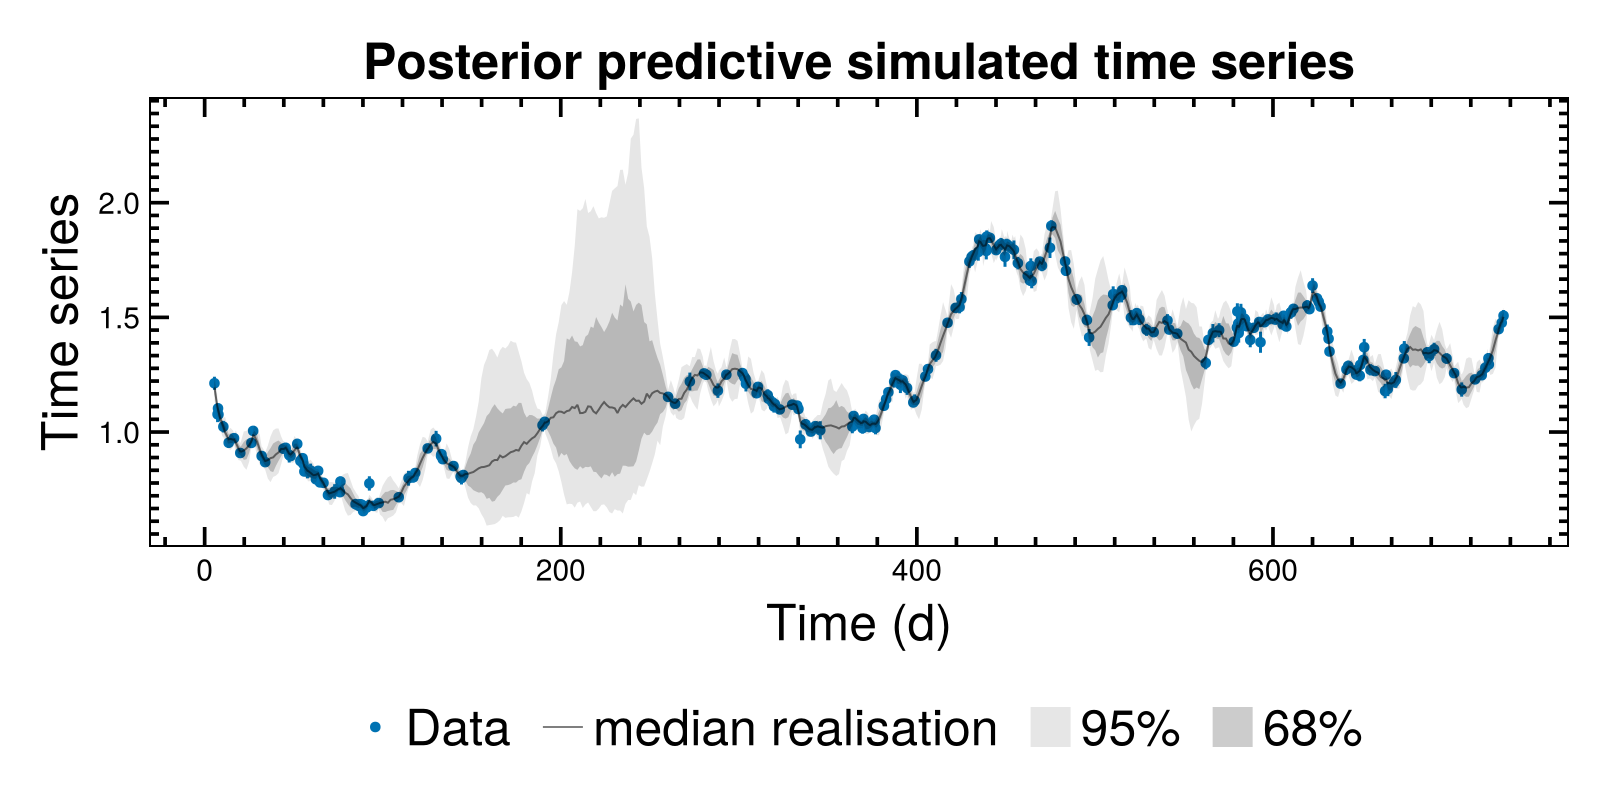 Posterior predictive simulated time series
Time series
2.0
1.5
1.0
0 200 400 600
Time (d)
Data median realisation 95% 68%